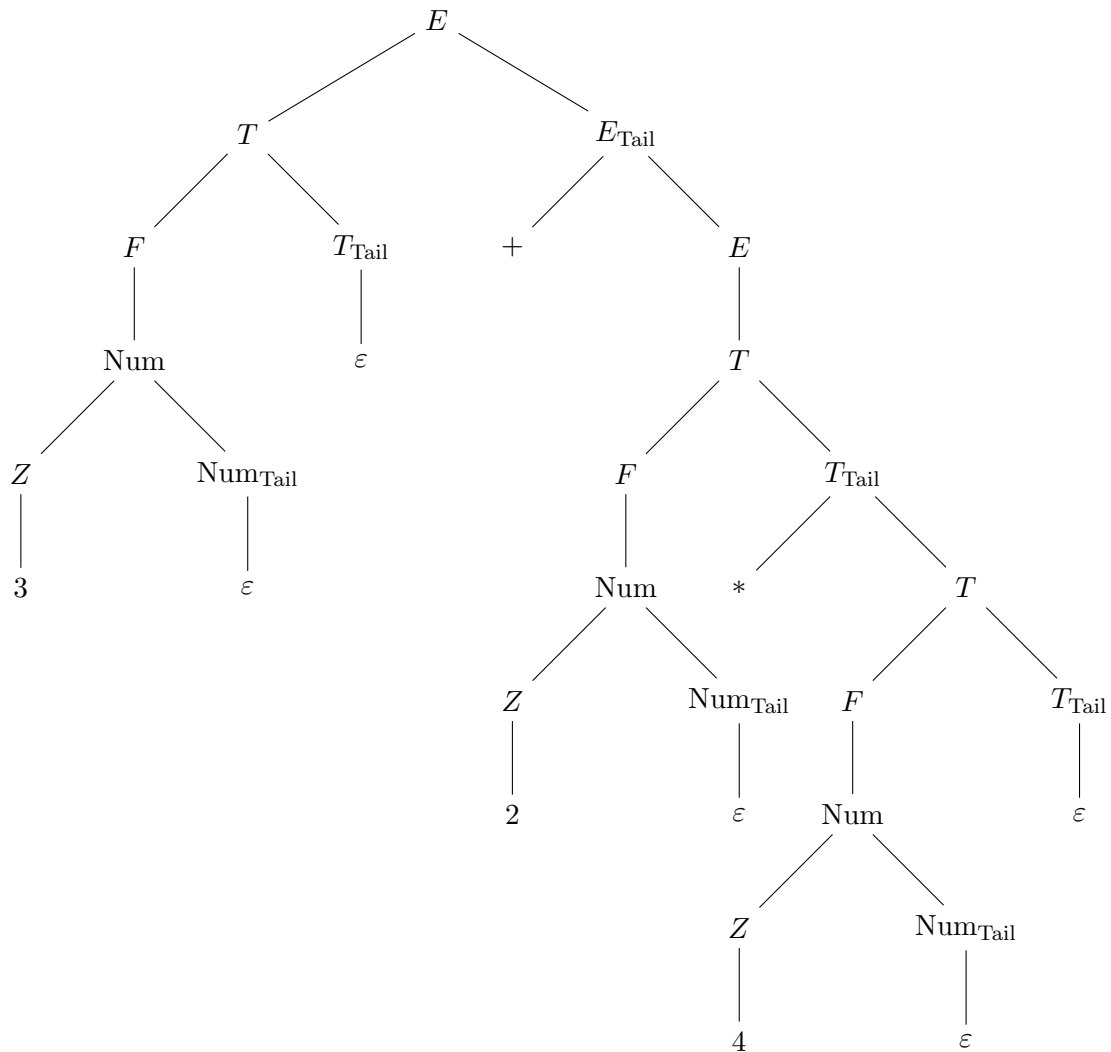 E
T E_Tail
F T_Tail + E
Num ε T
Z Num_Tail F T_Tail
3 ε Num * T
Z Num_Tail F T_Tail
2 ε Num ε
Z Num_Tail
4 ε